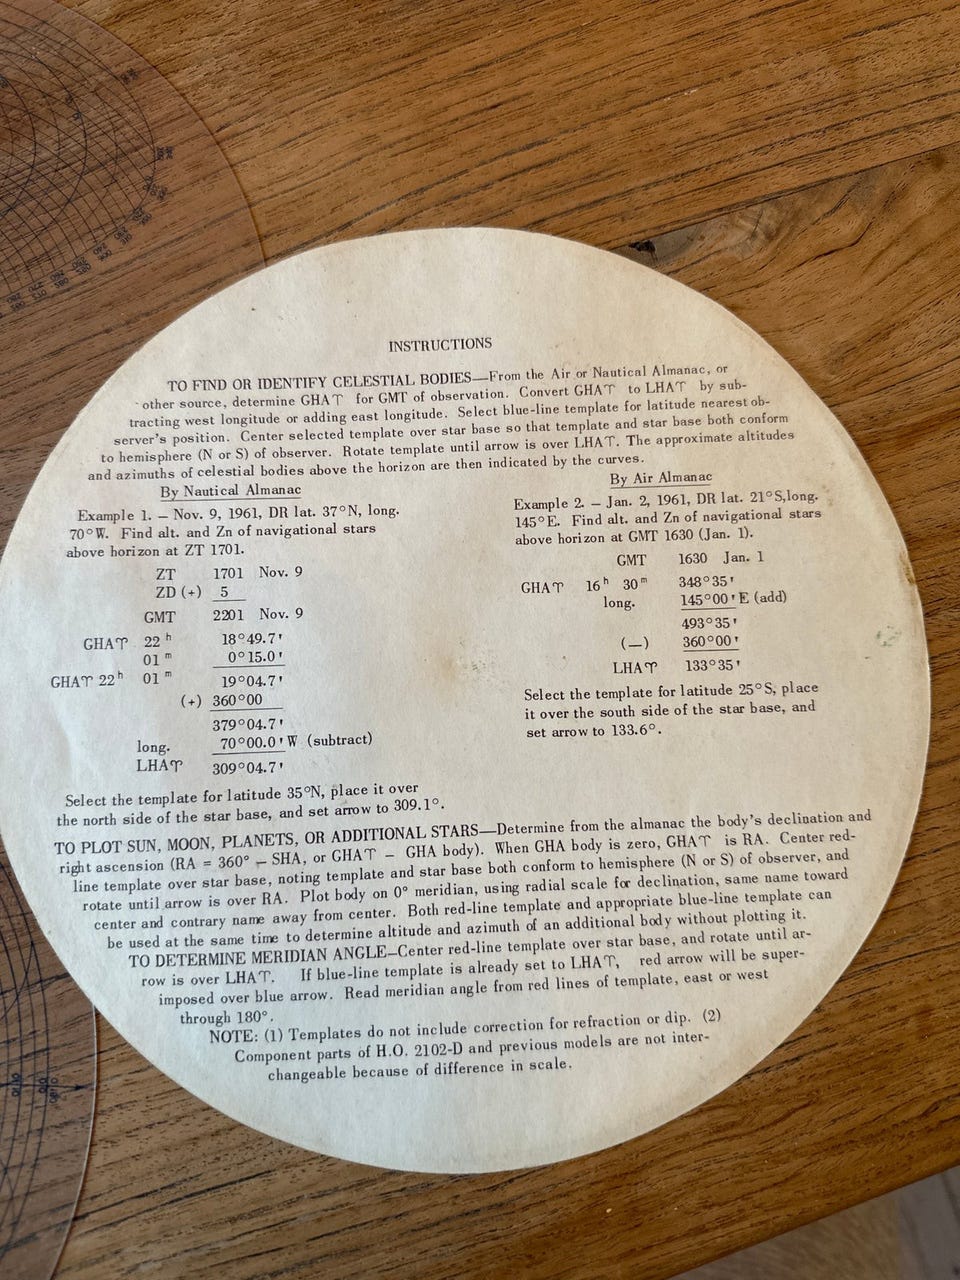 INSTRUCTIONS
TO FIND OR IDENTIFY CELESTIAL BODIES—From the Air or Nautical Almanac, or
other source, determine GHA♈ for GMT of observation. Convert GHA♈ to LHA♈ by sub-
tracting west longitude or adding east longitude. Select blue-line template for latitude nearest ob-
server's position. Center selected template over star base so that template and star base both conform
to hemisphere (N or S) of observer. Rotate template until arrow is over LHA♈. The approximate altitudes
and azimuths of celestial bodies above the horizon are then indicated by the curves.
By Nautical Almanac
Example 1. — Nov. 9, 1961, DR lat. 37°N, long.
70°W. Find alt. and Zn of navigational stars
above horizon at ZT 1701.
ZT 1701 Nov. 9
ZD (+) 5
GMT 2201 Nov. 9
GHA♈ 22h 18°49.7'
01m 0°15.0'
GHA♈ 22h 01m 19°04.7'
(+) 360°00
379°04.7'
long. 70°00.0'W (subtract)
LHA♈ 309°04.7'
Select the template for latitude 35°N, place it over
the north side of the star base, and set arrow to 309.1°.
By Air Almanac
Example 2. — Jan. 2, 1961, DR lat. 21°S, long.
145°E. Find alt. and Zn of navigational stars
above horizon at GMT 1630 (Jan. 1).
GMT 1630 Jan. 1
GHA♈ 16h 30m 348°35'
long. 145°00'E (add)
493°35'
(—) 360°00'
LHA♈ 133°35'
Select the template for latitude 25°S, place
it over the south side of the star base, and
set arrow to 133.6°.
TO PLOT SUN, MOON, PLANETS, OR ADDITIONAL STARS—Determine from the almanac the body's declination and
right ascension (RA = 360° — SHA, or GHA♈ — GHA body). When GHA body is zero, GHA♈ is RA. Center red-
line template over star base, noting template and star base both conform to hemisphere (N or S) of observer, and
rotate until arrow is over RA. Plot body on 0° meridian, using radial scale for declination, same name toward
center and contrary name away from center. Both red-line template and appropriate blue-line template can
be used at the same time to determine altitude and azimuth of an additional body without plotting it.
TO DETERMINE MERIDIAN ANGLE—Center red-line template over star base, and rotate until ar-
row is over LHA♈. If blue-line template is already set to LHA♈, red arrow will be super-
imposed over blue arrow. Read meridian angle from red lines of template, east or west
through 180°.
NOTE: (1) Templates do not include correction for refraction or dip. (2)
Component parts of H.O. 2102-D and previous models are not inter-
changeable because of difference in scale.